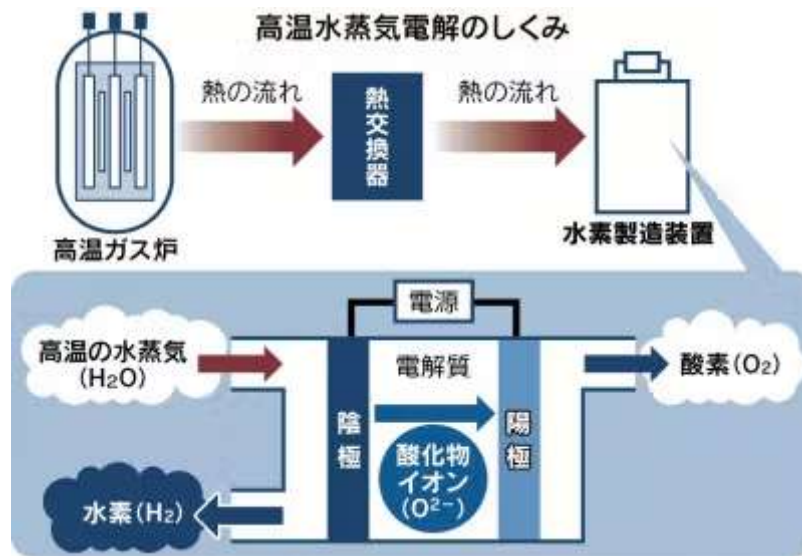 高温水蒸気電解のしくみ
熱の流れ
熱の流れ
熱交換器
高温ガス炉
水素製造装置
電源
高温の水蒸気
(H₂O)
電解質
酸素(O₂)
陰極
陽極
酸化物
イオン
(O²⁻)
水素(H₂)